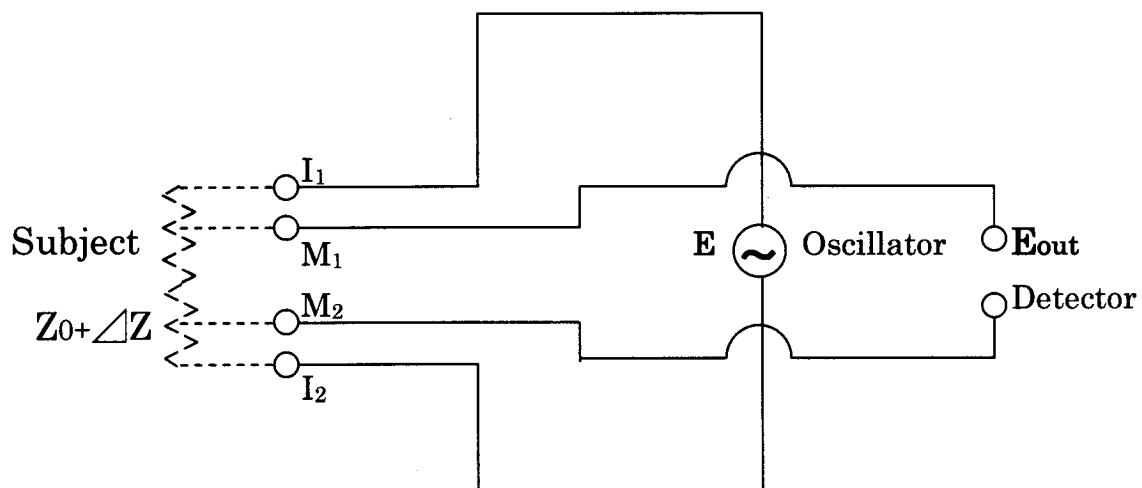 I₁
M₁
Subject
E
Oscillator
Eout
M₂
Detector
Z0+⊿Z
I₂